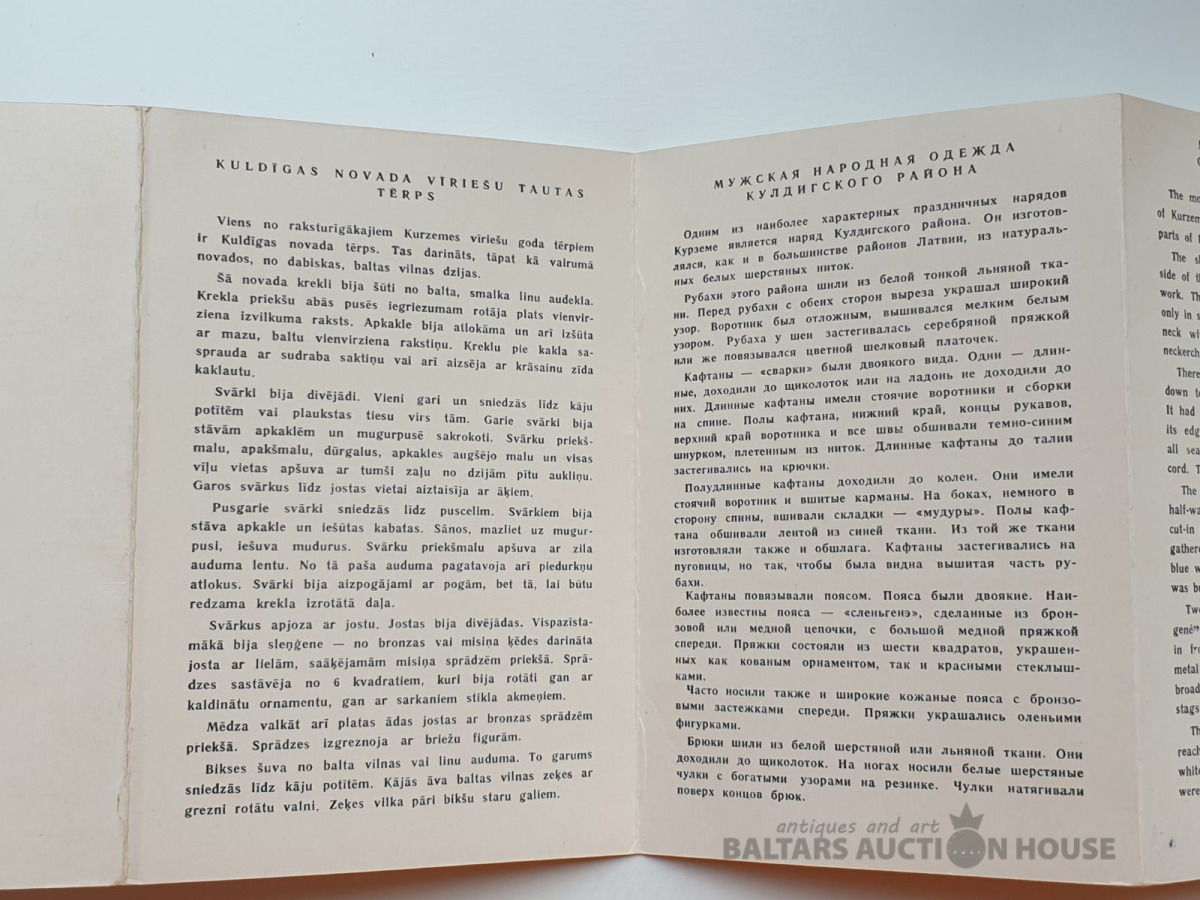 KULDĪGAS NOVADA VĪRIEŠU TAUTAS
TĒRPS
Viens no raksturīgākajiem Kurzemes vīriešu goda tērpiem
ir Kuldīgas novada tērps. Tas darināts, tāpat kā vairumā
novados, no dabiskas, baltas vilnas dzijas.
Šā novada krekli bija šūti no balta, smalka linu audekla.
Krekla priekšu abās pusēs iegriezumam rotāja plats vienvir-
ziena izvilkuma raksts. Apkakle bija atlokāma un arī izšūta
ar mazu, baltu vienvirziena rakstiņu. Kreklu pie kakla sa-
sprauda ar sudraba saktiņu vai arī aizsēja ar krāsainu zīda
kaklautu.
Svārki bija divējādi. Vieni gari un sniedzās līdz kāju
potītēm vai plaukstas tiesu virs tām. Garie svārki bija
stāvām apkaklēm un mugurpusē sakrokoti. Svārku priekš-
malu, apakšmalu, dūrgalus, apkakles augšējo malu un visas
vīļu vietas apšuva ar tumši zaļu no dzijām pītu aukliņu.
Garos svārkus līdz jostas vietai aiztaisīja ar āķiem.
Pusgarie svārki sniedzās līdz puscelim. Svārkiem bija
stāva apkakle un iešūtas kabatas. Sānos, mazliet uz mugur-
pusi, iešuva mudurus. Svārku priekšmalu apšuva ar zila
auduma lentu. No tā paša auduma pagatavoja arī piedurkņu
atlokus. Svārki bija aizpogājami ar pogām, bet tā, lai būtu
redzama krekla izrotātā daļa.
Svārkus apjoza ar jostu. Jostas bija divējādas. Vispazīsta-
mākā bija sleņģene — no bronzas vai misiņa ķēdes darināta
josta ar lielām, saāķējamām misiņa sprādzēm priekšā. Sprā-
dzes sastāvēja no 6 kvadratiem, kuri bija rotāti gan ar
kaldinātu ornamentu, gan ar sarkaniem stikla akmeņiem.
Mēdza valkāt arī platas ādas jostas ar bronzas sprādzēm
priekšā. Sprādzes izgreznoja ar briežu figurām.
Bikses šuva no balta vilnas vai linu auduma. To garums
sniedzās līdz kāju potītēm. Kājās āva baltas vilnas zeķes ar
grezni rotātu valni. Zeķes vilka pāri bikšu staru galiem.
МУЖСКАЯ НАРОДНАЯ ОДЕЖДА
КУЛДИГСКОГО РАЙОНА
Одним из наиболее характерных праздничных нарядов
Курземе является наряд Кулдигского района. Он изготов-
лялся, как и в большинстве районов Латвии, из натураль-
ных белых шерстяных ниток.
Рубахи этого района шили из белой тонкой льняной тка-
ни. Перед рубахи с обеих сторон выреза украшал широкий
узор. Воротник был отложным, вышивался мелким белым
узором. Рубаха у шеи застегивалась серебряной пряжкой
или же повязывался цветной шелковый платочек.
Кафтаны — «сварки» были двоякого вида. Одни — длин-
ные, доходили до щиколоток или на ладонь не доходили до
них. Длинные кафтаны имели стоячие воротники и сборки
на спине. Полы кафтана, нижний край, концы рукавов,
верхний край воротника и все швы обшивали темно-синим
шнурком, плетенным из ниток. Длинные кафтаны до талии
застегивались на крючки.
Полудлинные кафтаны доходили до колен. Они имели
стоячий воротник и вшитые карманы. На боках, немного в
сторону спины, вшивали складки — «мудуры». Полы каф-
тана обшивали лентой из синей ткани. Из той же ткани
изготовляли также и обшлага. Кафтаны застегивались на
пуговицы, но так, чтобы была видна вышитая часть ру-
бахи.
Кафтаны повязывали поясом. Пояса были двоякие. Наи-
более известны пояса — «сленьгенэ», сделанные из брон-
зовой или медной цепочки, с большой медной пряжкой
спереди. Пряжки состояли из шести квадратов, украшен-
ных как кованым орнаментом, так и красными стеклыш-
ками.
Часто носили также и широкие кожаные пояса с бронзо-
выми застежками спереди. Пряжки украшались оленьими
фигурками.
Брюки шили из белой шерстяной или льняной ткани. Они
доходили до щиколоток. На ногах носили белые шерстяные
чулки с богатыми узорами на резинке. Чулки натягивали
поверх концов брюк.
The
of Kurzem
parts of
The
side of
work. Th
only in s
neck wi
neckerch
There
down to
It had
its edg
all sea
cord. T
The
half-wa
cut-in
gathere
blue w
was be
Two
gené"
in
metal
broad
stags
Th
reach
white
were
antiques and art
BALTARS AUCTION HOUSE